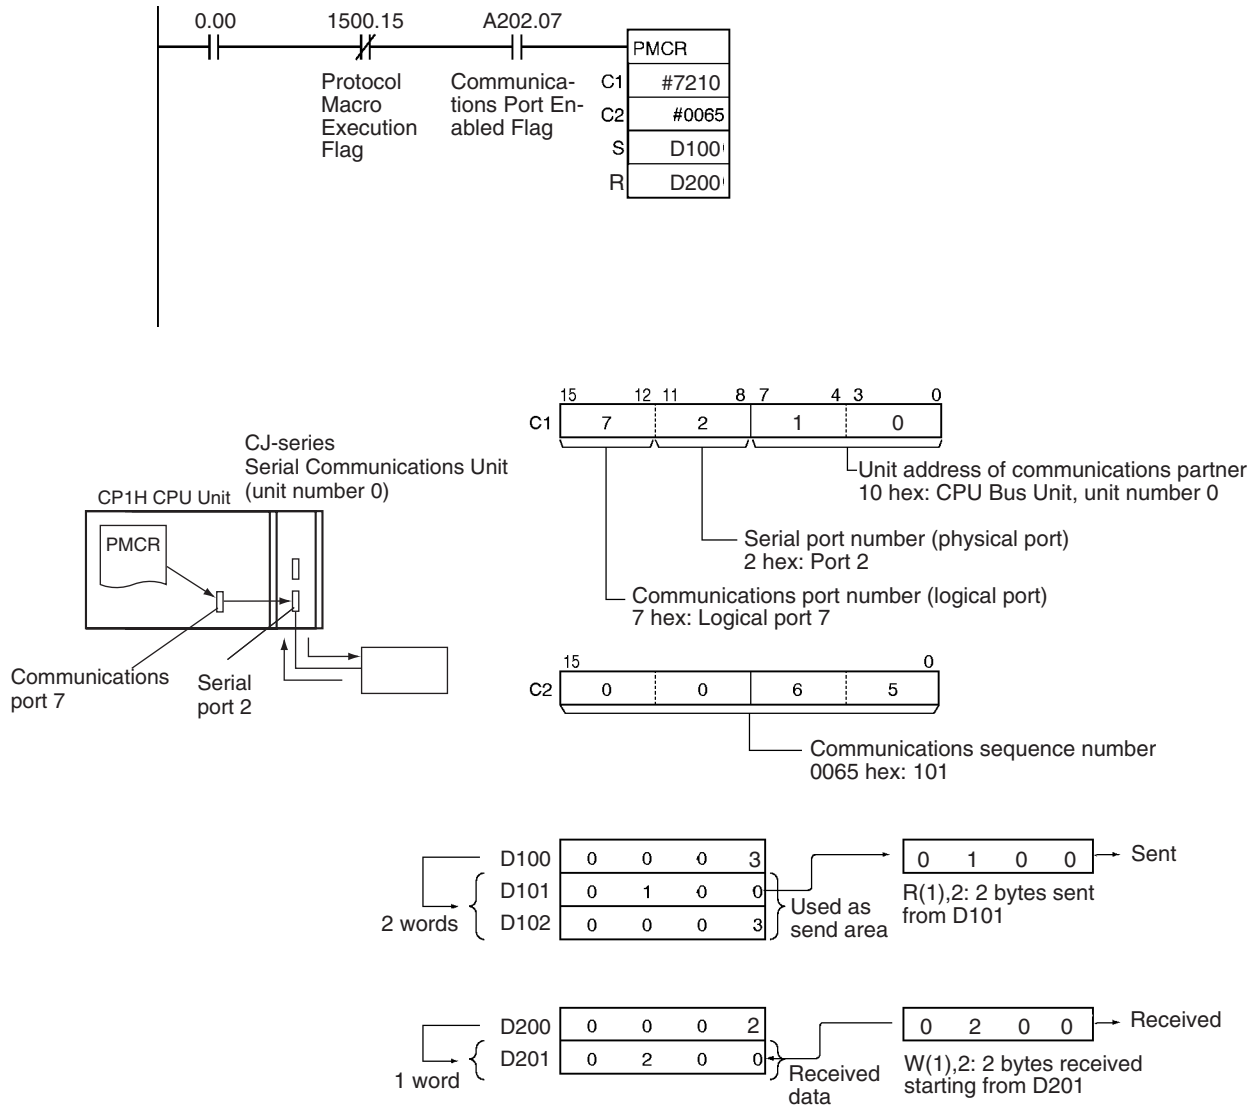 0.00 1500.15 A202.07
PMCR
C1 #7210
C2 #0065
S D100
R D200
Protocol
Macro
Execution
Flag
Communica-
tions Port En-
abled Flag
15 12 11 8 7 4 3 0
C1 7 2 1 0
Unit address of communications partner
10 hex: CPU Bus Unit, unit number 0
Serial port number (physical port)
2 hex: Port 2
Communications port number (logical port)
7 hex: Logical port 7
CJ-series
Serial Communications Unit
(unit number 0)
CP1H CPU Unit
PMCR
Communications
port 7
Serial
port 2
15 0
C2 0 0 6 5
Communications sequence number
0065 hex: 101
D100 0 0 0 3
D101 0 1 0 0
D102 0 0 0 3
2 words
Used as
send area
0 1 0 0 Sent
R(1),2: 2 bytes sent
from D101
D200 0 0 0 2
D201 0 2 0 0
1 word
Received
data
0 2 0 0 Received
W(1),2: 2 bytes received
starting from D201